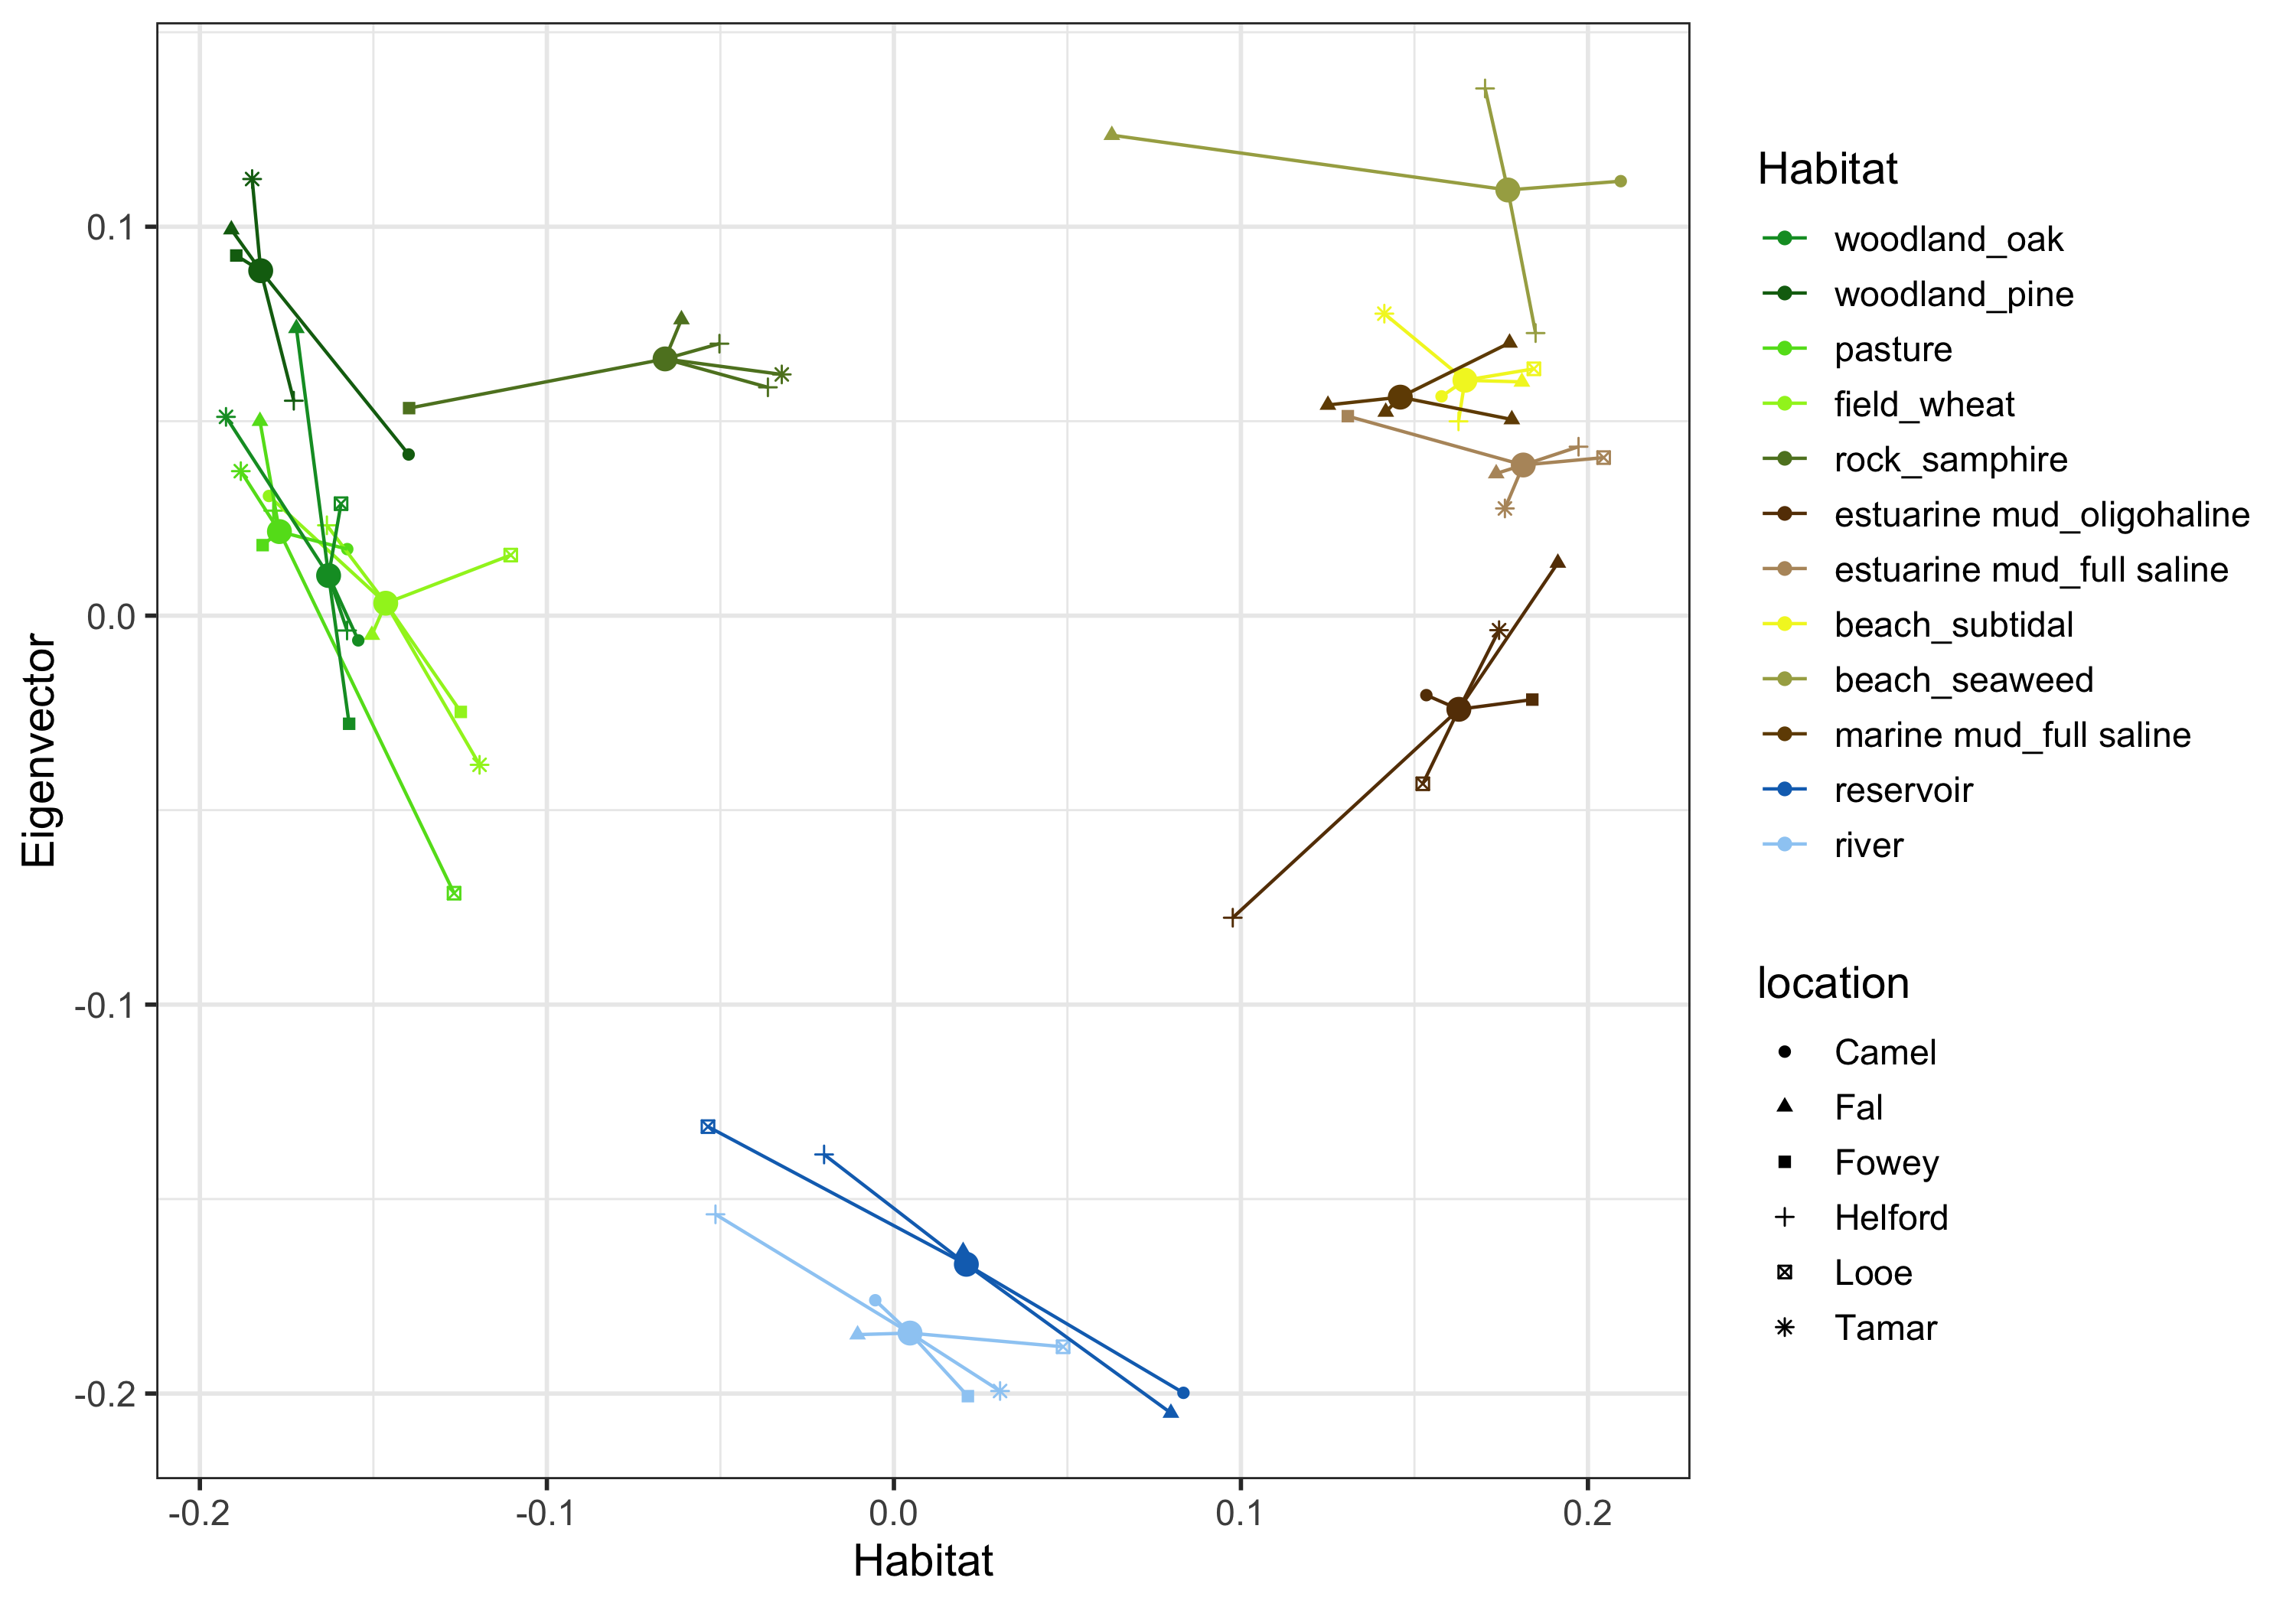 Eigenvector
0.1
0.0
-0.1
-0.2
-0.2
-0.1
0.0
0.1
0.2
Habitat
Habitat
woodland_oak
woodland_pine
pasture
field_wheat
rock_samphire
estuarine mud_oligohaline
estuarine mud_full saline
beach_subtidal
beach_seaweed
marine mud_full saline
reservoir
river
location
Camel
Fal
Fowey
Helford
Looe
Tamar